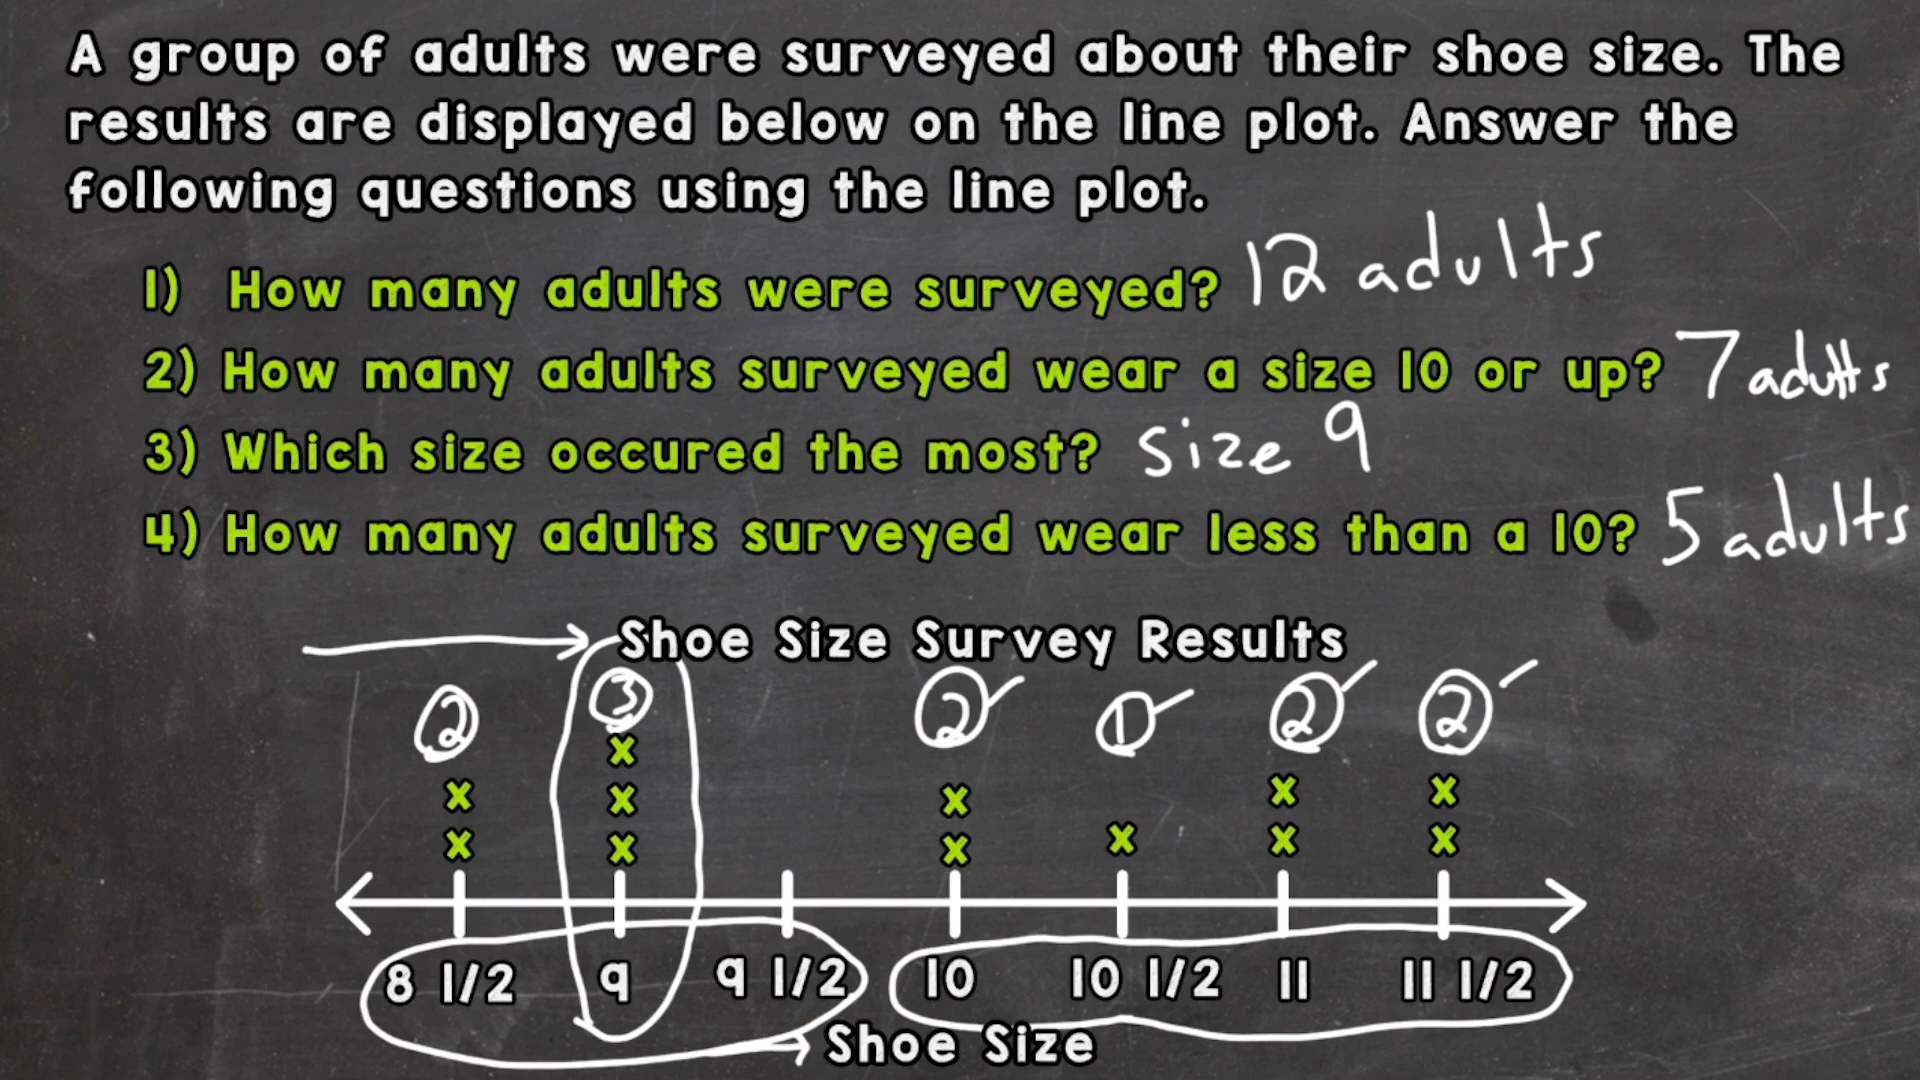 A group of adults were surveyed about their shoe size. The
results are displayed below on the line plot. Answer the
following questions using the line plot.
1) How many adults were surveyed? 12 adults
2) How many adults surveyed wear a size 10 or up? 7 adults
3) Which size occured the most? size 9
4) How many adults surveyed wear less than a 10? 5 adults
Shoe Size Survey Results
2 3 2 1 2 2
x
x x x x x
x x x x x x
8 1/2 9 9 1/2 10 10 1/2 11 11 1/2
Shoe Size